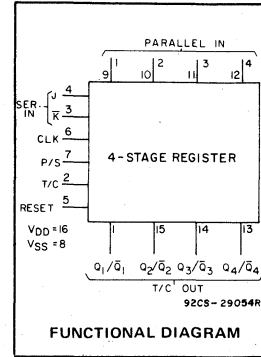 PARALLEL IN
1 2 3 4
9 10 11 12
SER. IN
J 4
K̅ 3
CLK 6
P/S 7
T/C 2
RESET 5
4-STAGE REGISTER
VDD=16
VSS=8
1 15 14 13
Q1/Q̅1 Q2/Q̅2 Q3/Q̅3 Q4/Q̅4
T/C OUT
92CS-29054R
FUNCTIONAL DIAGRAM